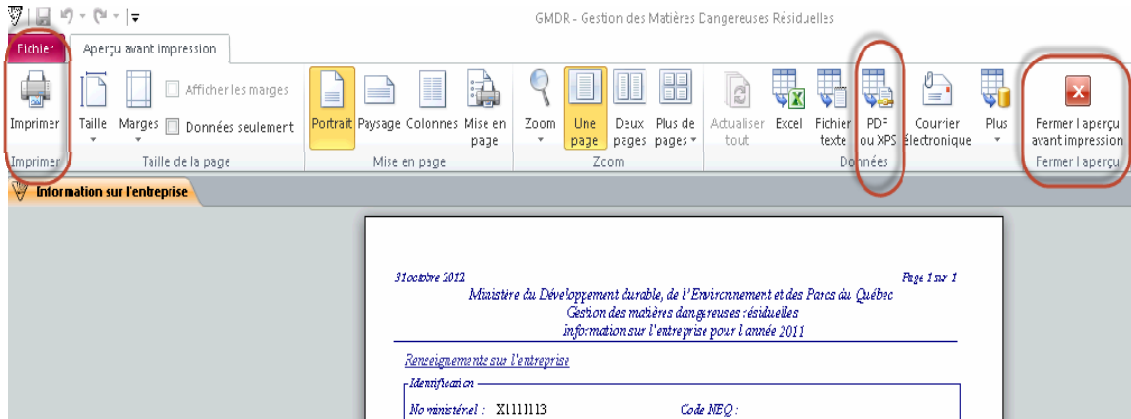 GMDR - Gestion des Matières Dangereuses Résiduelles
Fichier Aperçu avant impression
Afficher les marges
Données seulement
Imprimer Taille Marges Portrait Paysage Colonnes Mise en page Zoom Une page Deux pages Plus de pages Actualiser tout Excel Fichier texte PDF ou XPS Courrier électronique Plus Fermer l'aperçu avant impression
Imprimer Taille de la page Mise en page Zoom Données Fermer l'aperçu
Information sur l'entreprise
31 octobre 2012 Page 1 sur 1
Ministère du Développement durable, de l'Environnement et des Parcs du Québec
Gestion des matières dangereuses résiduelles
Information sur l'entreprise pour l'année 2011
Renseignements sur l'entreprise
Identification
No ministériel : X1111113 Code NEQ :